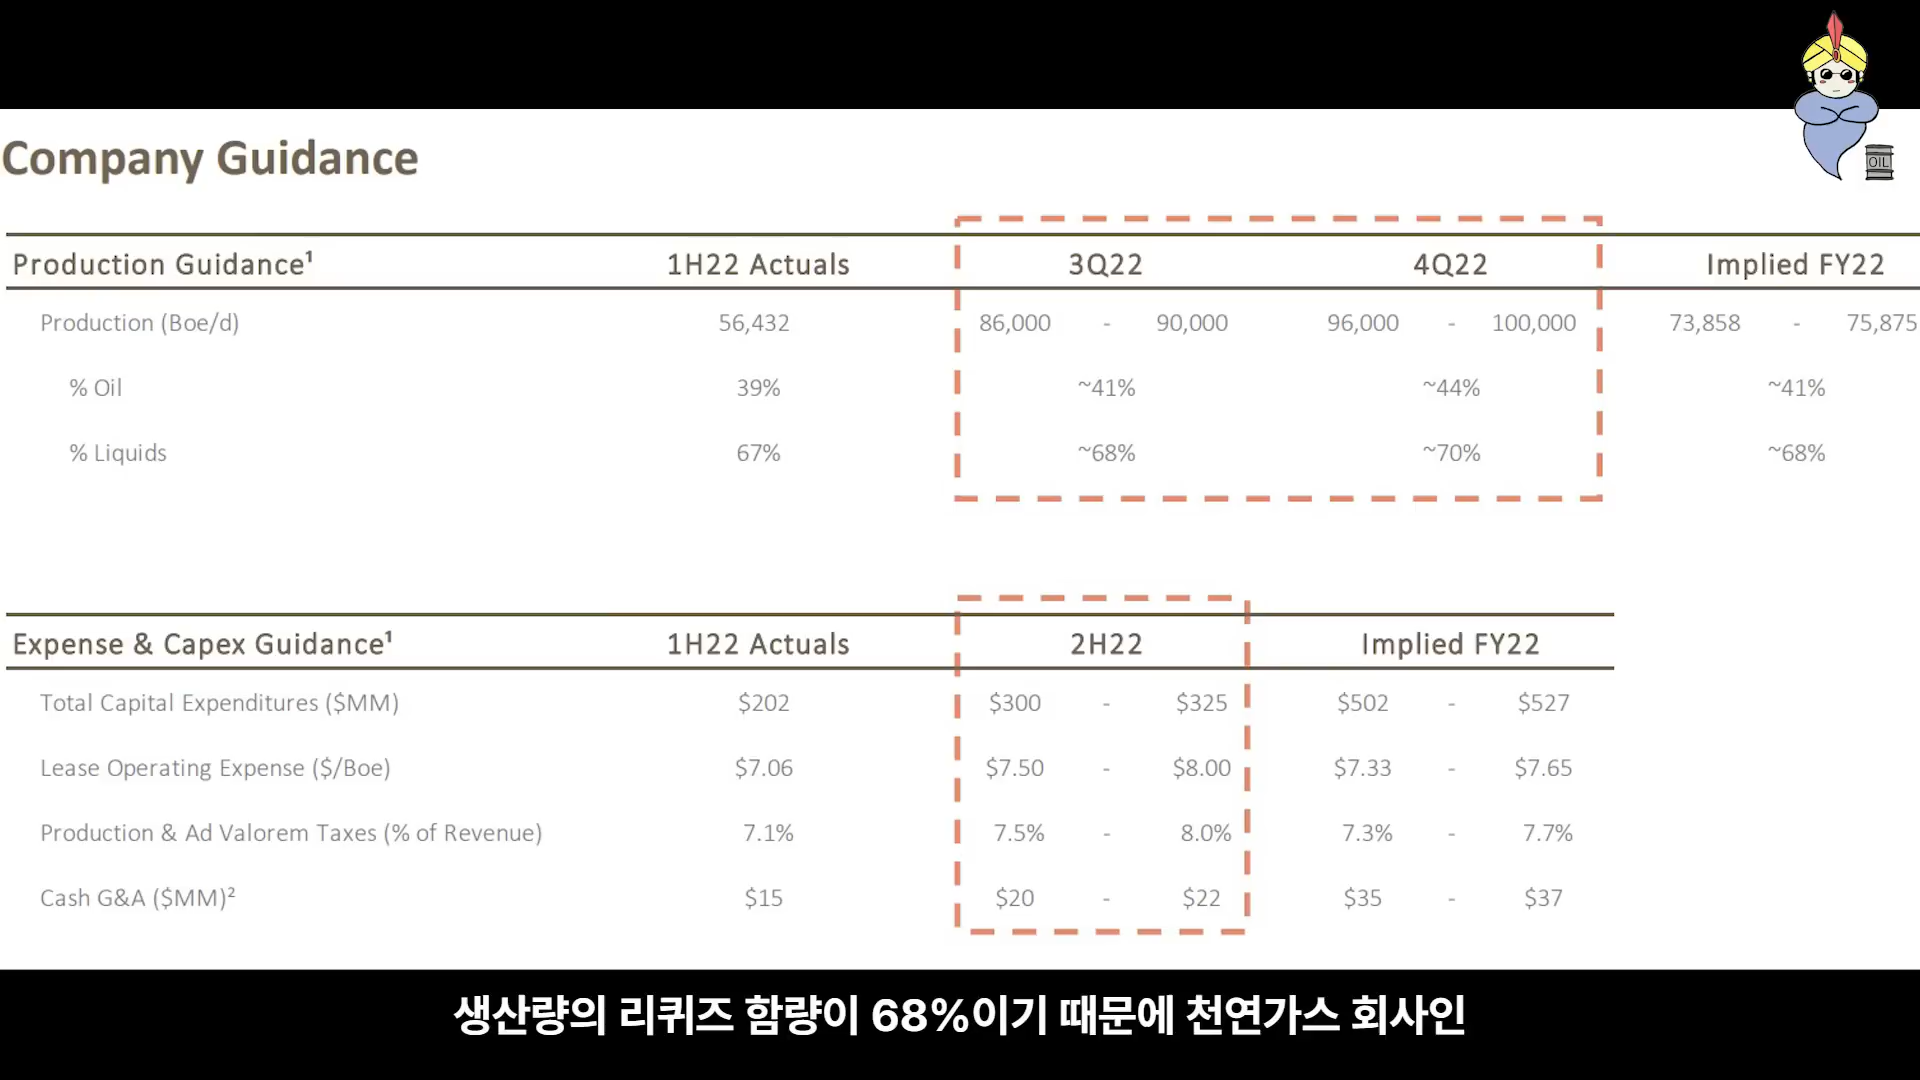 OIL
Company Guidance
Production Guidance¹ 1H22 Actuals 3Q22 4Q22 Implied FY22
Production (Boe/d) 56,432 86,000 - 90,000 96,000 - 100,000 73,858 - 75,875
% Oil 39% ~41% ~44% ~41%
% Liquids 67% ~68% ~70% ~68%
Expense & Capex Guidance¹ 1H22 Actuals 2H22 Implied FY22
Total Capital Expenditures ($MM) $202 $300 - $325 $502 - $527
Lease Operating Expense ($/Boe) $7.06 $7.50 - $8.00 $7.33 - $7.65
Production & Ad Valorem Taxes (% of Revenue) 7.1% 7.5% - 8.0% 7.3% - 7.7%
Cash G&A ($MM)² $15 $20 - $22 $35 - $37
생산량의 리퀴즈 함량이 68%이기 때문에 천연가스 회사인